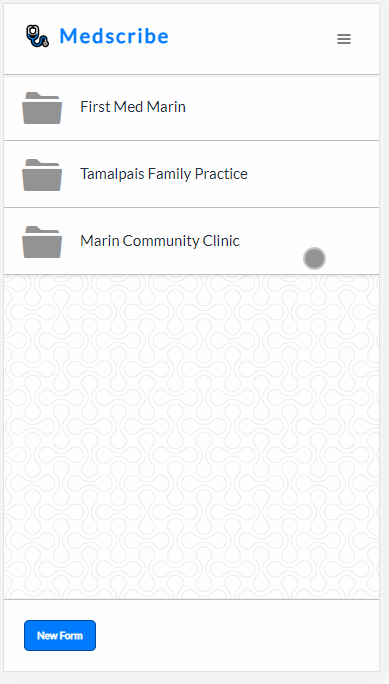 Medscribe
First Med Marin
Tamalpais Family Practice
Marin Community Clinic
New Form